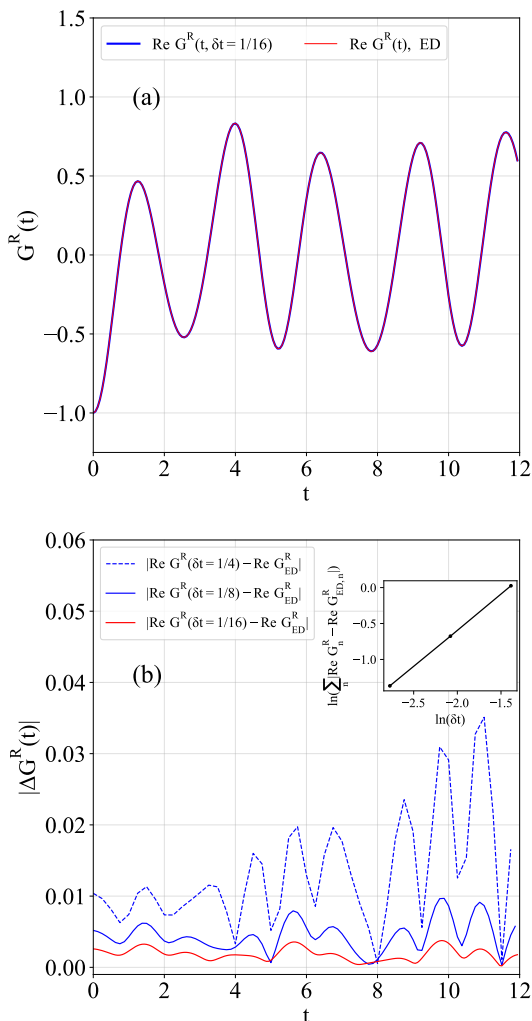 1.5
Re G^R(t, δt = 1/16)
Re G^R(t), ED
1.0
(a)
0.5
G^R(t)
0.0
−0.5
−1.0
0 2 4 6 8 10 12
t
0.06
|Re G^R(δt = 1/4) − Re G^R_ED|
|Re G^R(δt = 1/8) − Re G^R_ED|
|Re G^R(δt = 1/16) − Re G^R_ED|
ln(∑_n |Re G^R_n − Re G^R_ED, n|)
0.0
−0.5
−1.0
−2.5 −2.0 −1.5
ln(δt)
0.05
(b)
0.04
|ΔG^R(t)|
0.03
0.02
0.01
0.00
0 2 4 6 8 10 12
t